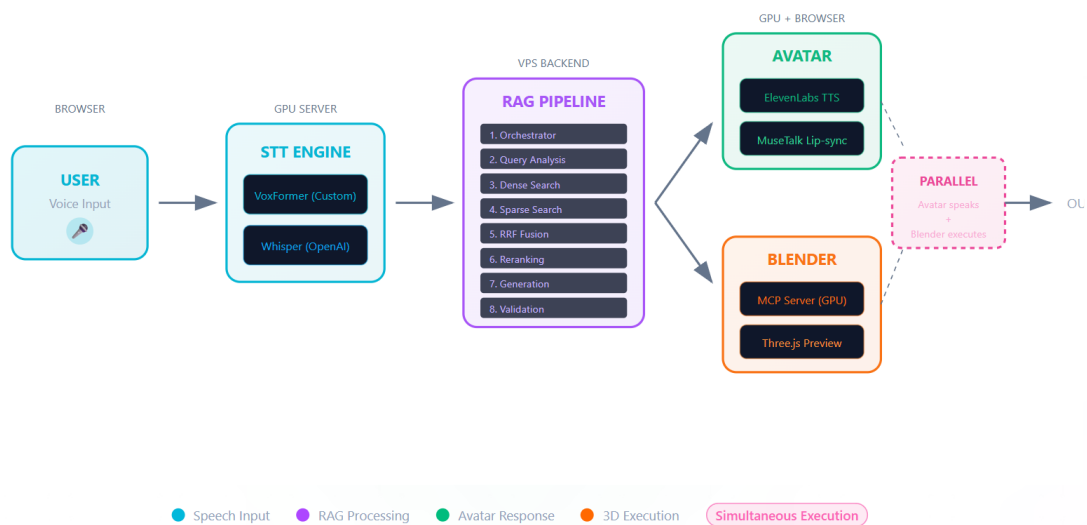 BROWSER
USER
Voice Input
GPU SERVER
STT ENGINE
VoxFormer (Custom)
Whisper (OpenAI)
VPS BACKEND
RAG PIPELINE
1. Orchestrator
2. Query Analysis
3. Dense Search
4. Sparse Search
5. RRF Fusion
6. Reranking
7. Generation
8. Validation
GPU + BROWSER
AVATAR
ElevenLabs TTS
MuseTalk Lip-sync
BLENDER
MCP Server (GPU)
Three.js Preview
PARALLEL
Avatar speaks
+
Blender executes
Speech Input
RAG Processing
Avatar Response
3D Execution
Simultaneous Execution